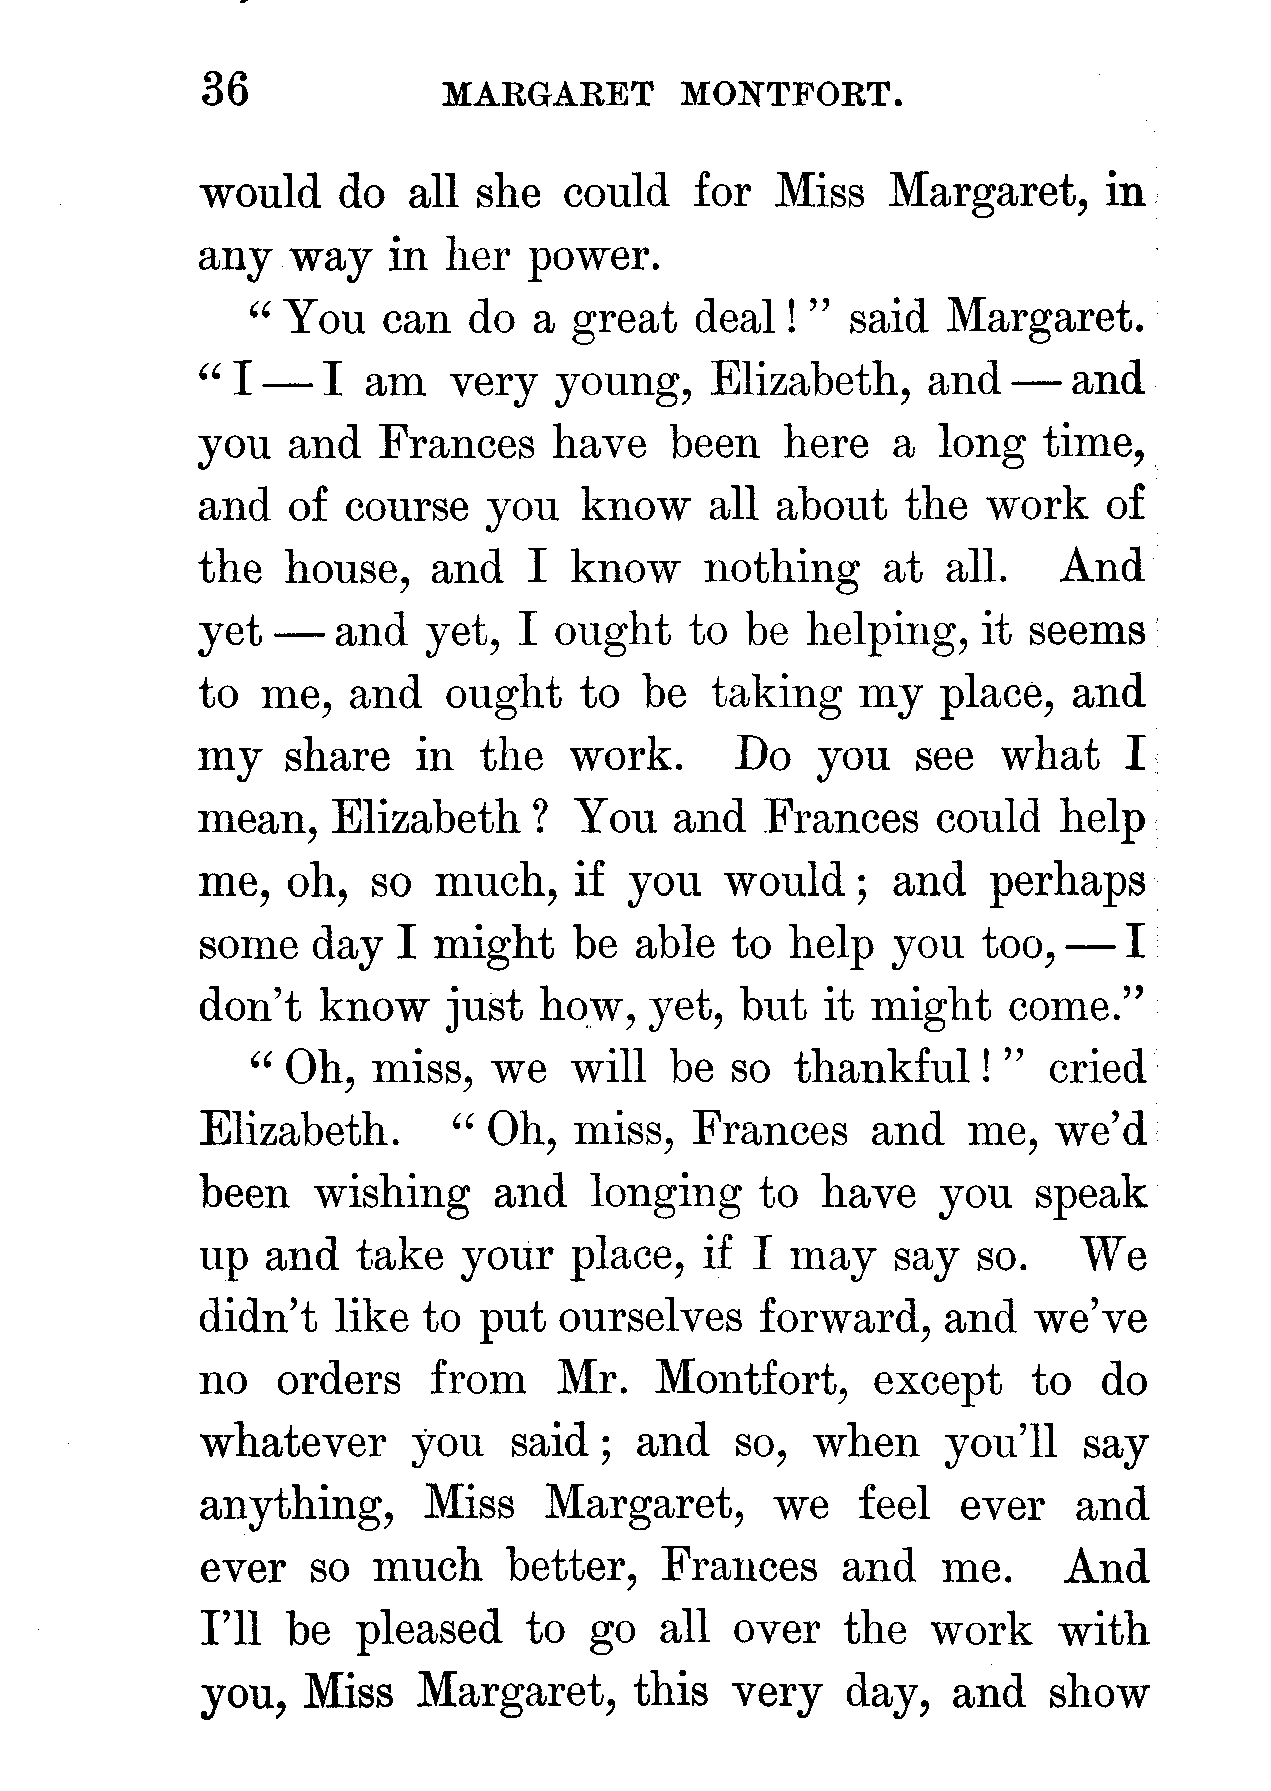 36 MARGARET MONTFORT.
would do all she could for Miss Margaret, in
any way in her power.
“You can do a great deal!” said Margaret.
“I — I am very young, Elizabeth, and — and
you and Frances have been here a long time,
and of course you know all about the work of
the house, and I know nothing at all. And
yet — and yet, I ought to be helping, it seems
to me, and ought to be taking my place, and
my share in the work. Do you see what I
mean, Elizabeth? You and Frances could help
me, oh, so much, if you would; and perhaps
some day I might be able to help you too, — I
don’t know just how, yet, but it might come.”
“Oh, miss, we will be so thankful!” cried
Elizabeth. “Oh, miss, Frances and me, we’d
been wishing and longing to have you speak
up and take your place, if I may say so. We
didn’t like to put ourselves forward, and we’ve
no orders from Mr. Montfort, except to do
whatever you said; and so, when you’ll say
anything, Miss Margaret, we feel ever and
ever so much better, Frances and me. And
I’ll be pleased to go all over the work with
you, Miss Margaret, this very day, and show